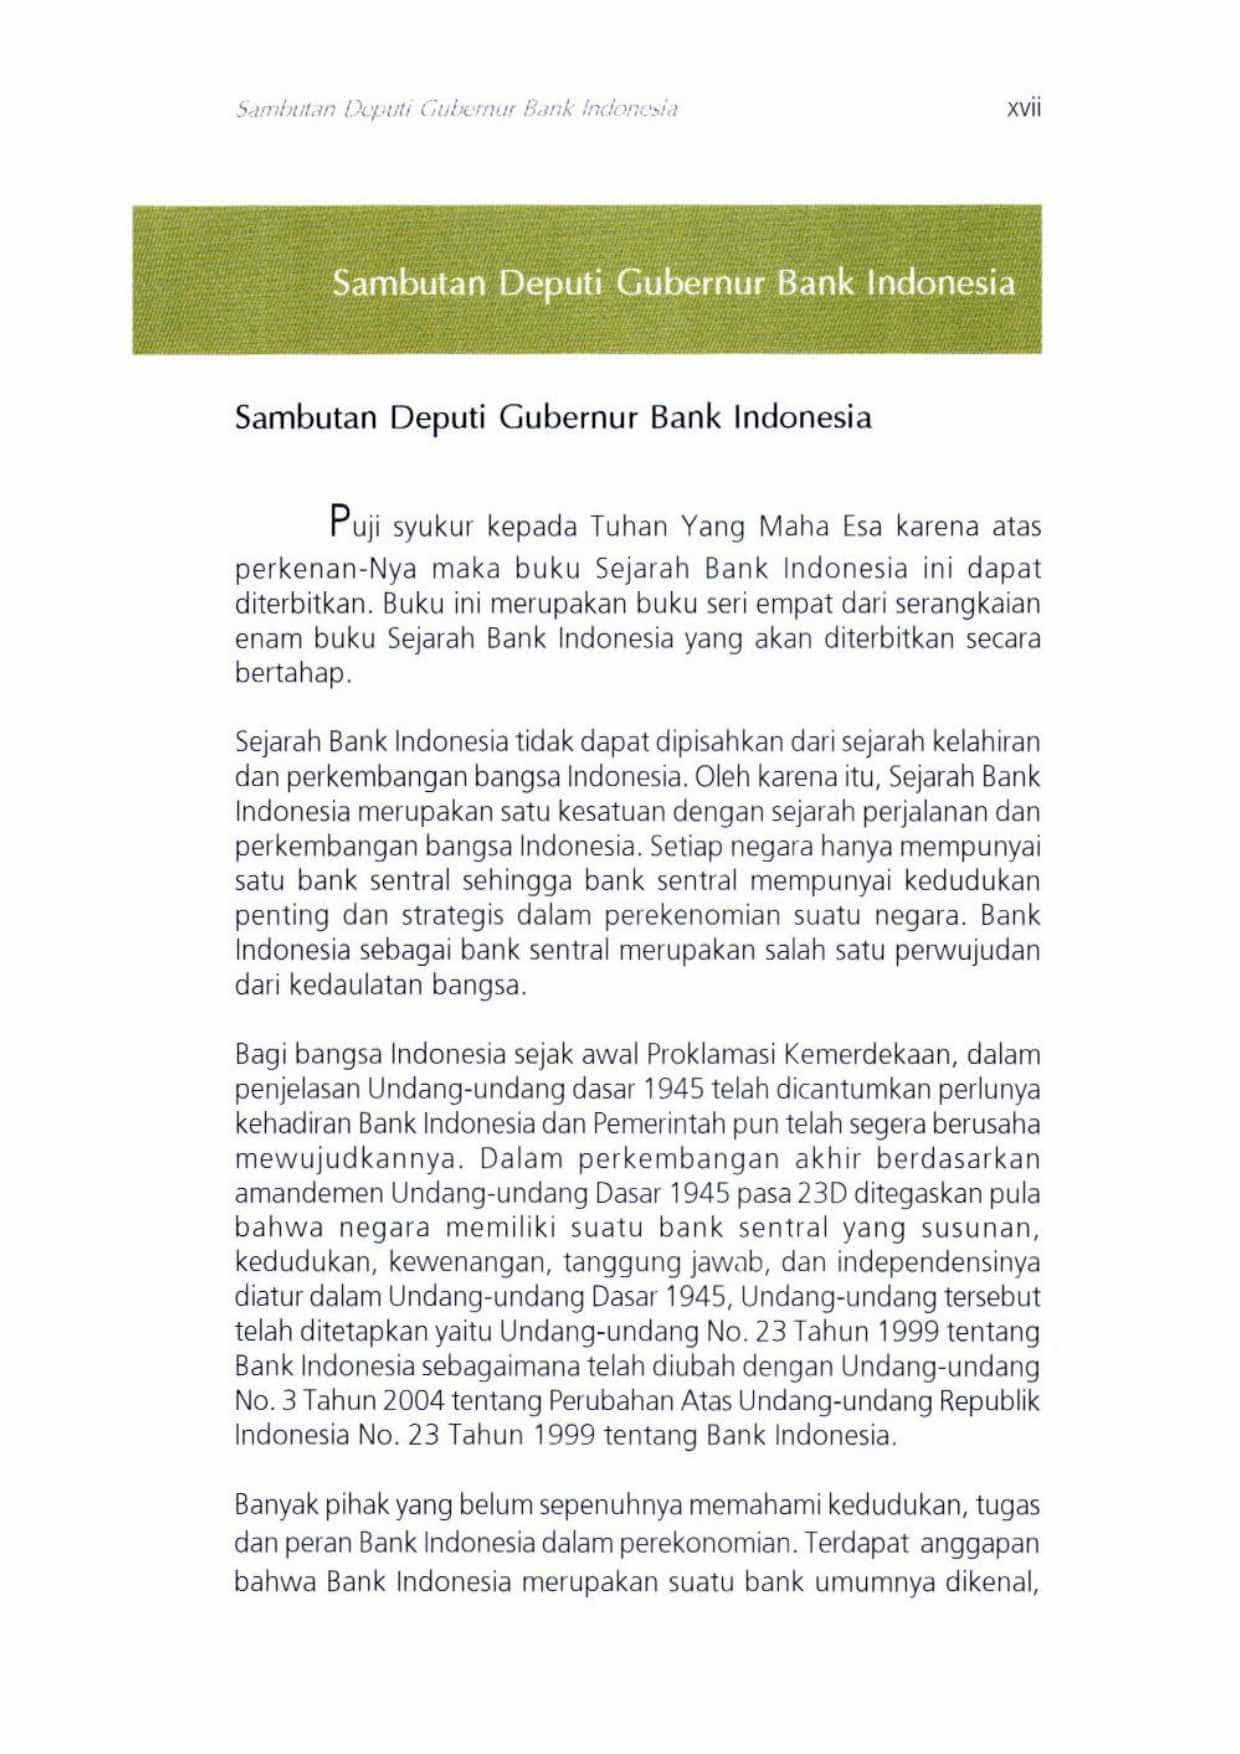 Sambutan Deputi Gubernur Bank Indonesia
xvii
Sambutan Deputi Gubernur Bank Indonesia
Sambutan Deputi Gubernur Bank Indonesia
Puji syukur kepada Tuhan Yang Maha Esa karena atas
perkenan-Nya maka buku Sejarah Bank Indonesia ini dapat
diterbitkan. Buku ini merupakan buku seri empat dari serangkaian
enam buku Sejarah Bank Indonesia yang akan diterbitkan secara
bertahap.
Sejarah Bank Indonesia tidak dapat dipisahkan dari sejarah kelahiran
dan perkembangan bangsa Indonesia. Oleh karena itu, Sejarah Bank
Indonesia merupakan satu kesatuan dengan sejarah perjalanan dan
perkembangan bangsa Indonesia. Setiap negara hanya mempunyai
satu bank sentral sehingga bank sentral mempunyai kedudukan
penting dan strategis dalam perekenomian suatu negara. Bank
Indonesia sebagai bank sentral merupakan salah satu perwujudan
dari kedaulatan bangsa.
Bagi bangsa Indonesia sejak awal Proklamasi Kemerdekaan, dalam
penjelasan Undang-undang dasar 1945 telah dicantumkan perlunya
kehadiran Bank Indonesia dan Pemerintah pun telah segera berusaha
mewujudkannya. Dalam perkembangan akhir berdasarkan
amandemen Undang-undang Dasar 1945 pasa 23D ditegaskan pula
bahwa negara memiliki suatu bank sentral yang susunan,
kedudukan, kewenangan, tanggung jawab, dan independensinya
diatur dalam Undang-undang Dasar 1945, Undang-undang tersebut
telah ditetapkan yaitu Undang-undang No. 23 Tahun 1999 tentang
Bank Indonesia sebagaimana telah diubah dengan Undang-undang
No. 3 Tahun 2004 tentang Perubahan Atas Undang-undang Republik
Indonesia No. 23 Tahun 1999 tentang Bank Indonesia.
Banyak pihak yang belum sepenuhnya memahami kedudukan, tugas
dan peran Bank Indonesia dalam perekonomian. Terdapat anggapan
bahwa Bank Indonesia merupakan suatu bank umumnya dikenal,